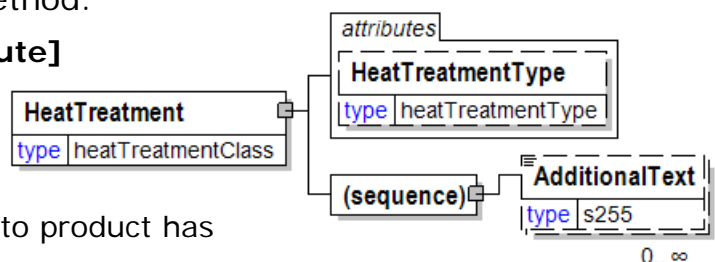 ethod.
ute]
attributes
HeatTreatmentType
type heatTreatmentType
HeatTreatment
type heatTreatmentClass
(sequence)
AdditionalText
type s255
0..∞
to product has